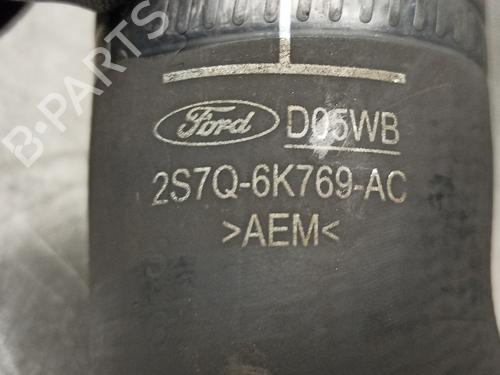 B-PARTS
Ford D05WB
2S7Q-6K769-AC
>AEM<